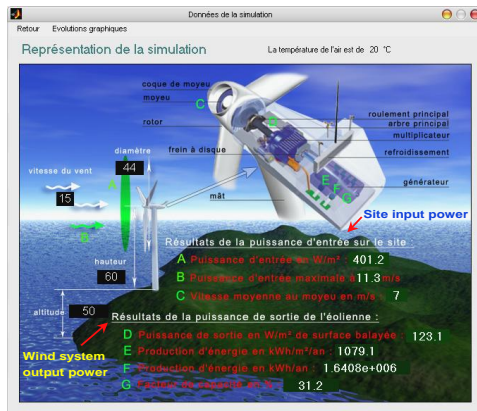 Données de la simulation
Retour Evolutions graphiques
Représentation de la simulation
La température de l'air est de 20 °C
coque de moyeu
moyeu
C
rotor
E
roulement principal
arbre principal
multiplicateur
diamètre
44
frein à disque
refroidissement
vitesse du vent
15
A
B
générateur
E
F
G
mât
Site input power
hauteur
60
altitude 50
Résultats de la puissance d'entrée sur le site :
A Puissance d'entrée en W/m² : 401.2
B Puissance d'entrée maximale à 11.3 m/s
C Vitesse moyenne au moyeu en m/s : 7
Résultats de la puissance de sortie de l'éolienne :
D Puissance de sortie en W/m² de surface balayée : 123.1
E Production d'énergie en kWh/m²/an : 1079.1
F Production d'énergie en kWh/an : 1.6408e+006
G Facteur de capacité en % : 31.2
Wind system
output power